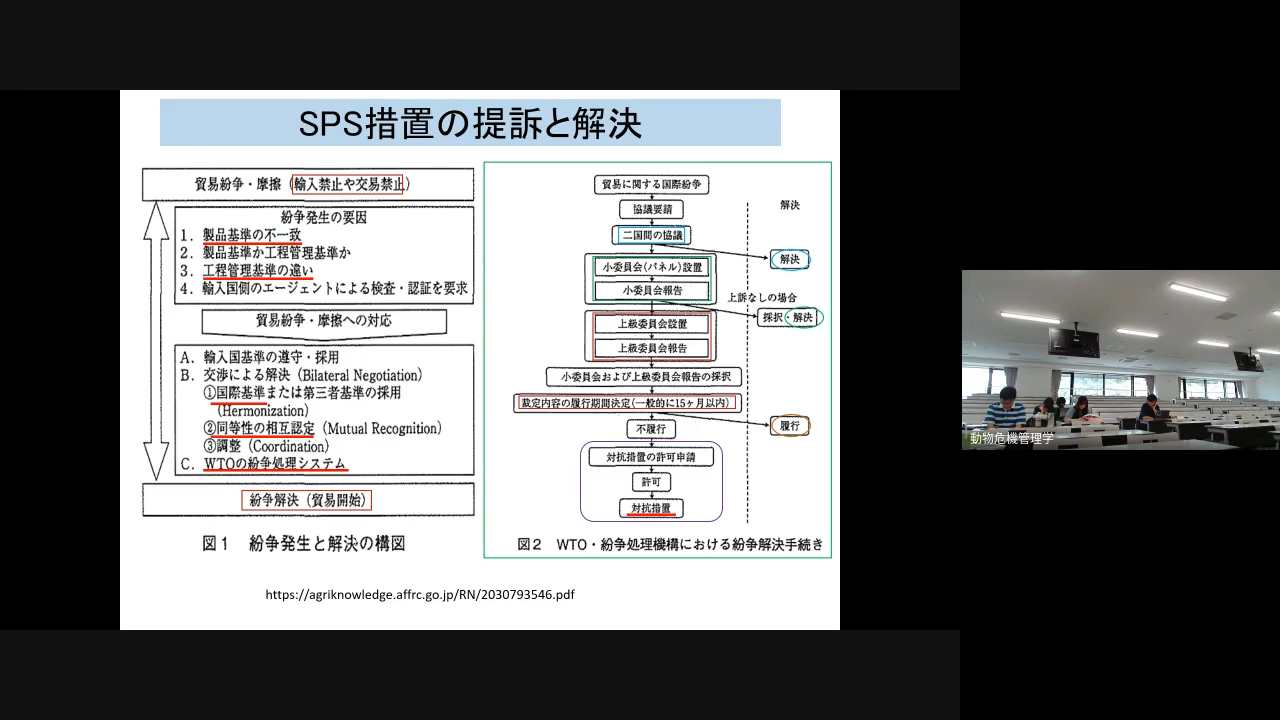 SPS措置の提訴と解決
貿易紛争・摩擦（輸入禁止や交易禁止）
紛争発生の要因
1．製品基準の不一致
2．製品基準か工程管理基準か
3．工程管理基準の違い
4．輸入国側のエージェントによる検査・認証を要求
貿易紛争・摩擦への対応
A．輸入国基準の遵守・採用
B．交渉による解決（Bilateral Negotiation）
①国際基準または第三者基準の採用
（Hermonization）
②同等性の相互認定（Mutual Recognition）
③調整（Coordination）
C．WTOの紛争処理システム
紛争解決（貿易開始）
図1　紛争発生と解決の構図
貿易に関する国際紛争
協議要請
解決
二国間の協議
解決
小委員会（パネル）設置
小委員会報告
上訴なしの場合
採択・解決
上級委員会設置
上級委員会報告
小委員会および上級委員会報告の採択
裁定内容の履行期間決定（一般的に15ヶ月以内）
履行
不履行
対抗措置の許可申請
許可
対抗措置
図2　WTO・紛争処理機構における紛争解決手続き
https://agriknowledge.affrc.go.jp/RN/2030793546.pdf
動物危機管理学